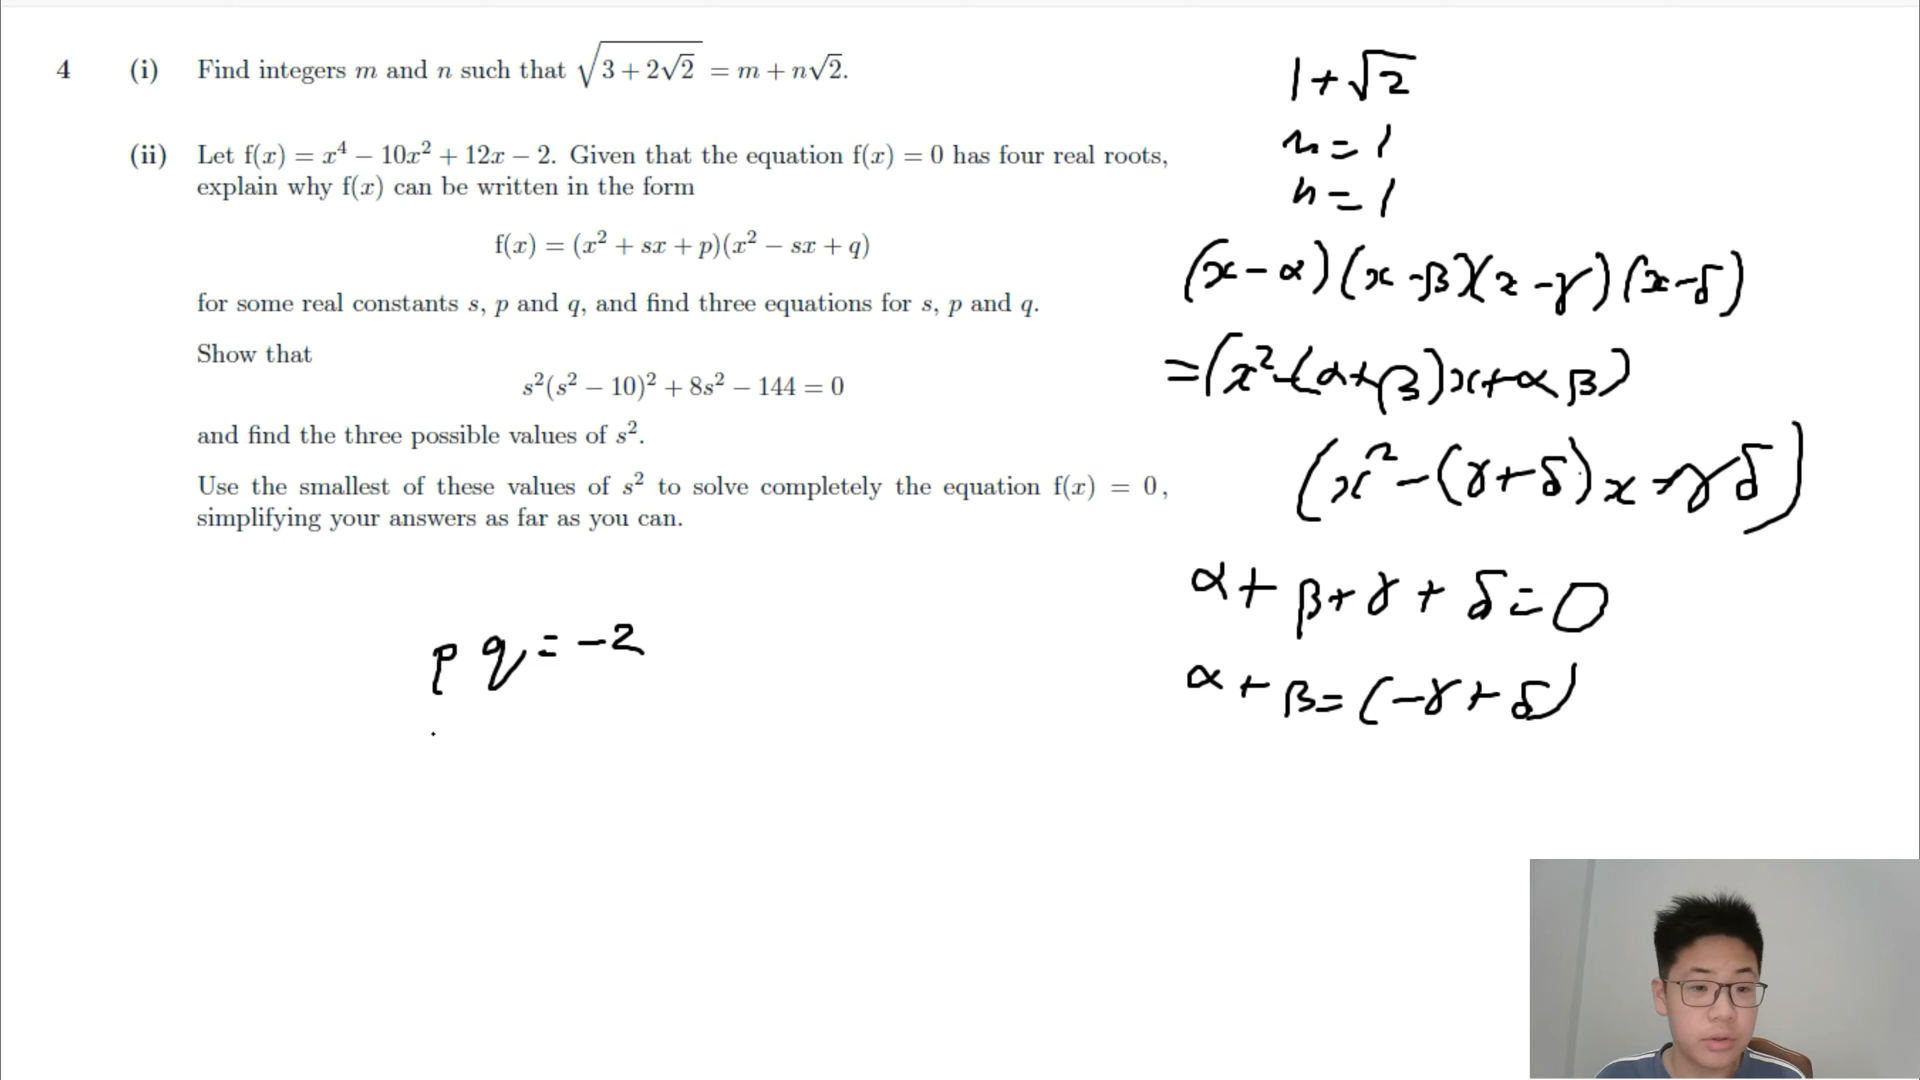 4 (i) Find integers m and n such that √(3 + 2√2) = m + n√2.
(ii) Let f(x) = x⁴ − 10x² + 12x − 2. Given that the equation f(x) = 0 has four real roots,
explain why f(x) can be written in the form
f(x) = (x² + sx + p)(x² − sx + q)
for some real constants s, p and q, and find three equations for s, p and q.
Show that
s²(s² − 10)² + 8s² − 144 = 0
and find the three possible values of s².
Use the smallest of these values of s² to solve completely the equation f(x) = 0,
simplifying your answers as far as you can.
pq = −2
1 + √2
m = 1
n = 1
(x − α)(x − β)(x − γ)(x − δ)
= (x² − (α + β)x + αβ)
(x² − (γ + δ)x + γδ)
α + β + γ + δ = 0
α + β = (−γ + δ)